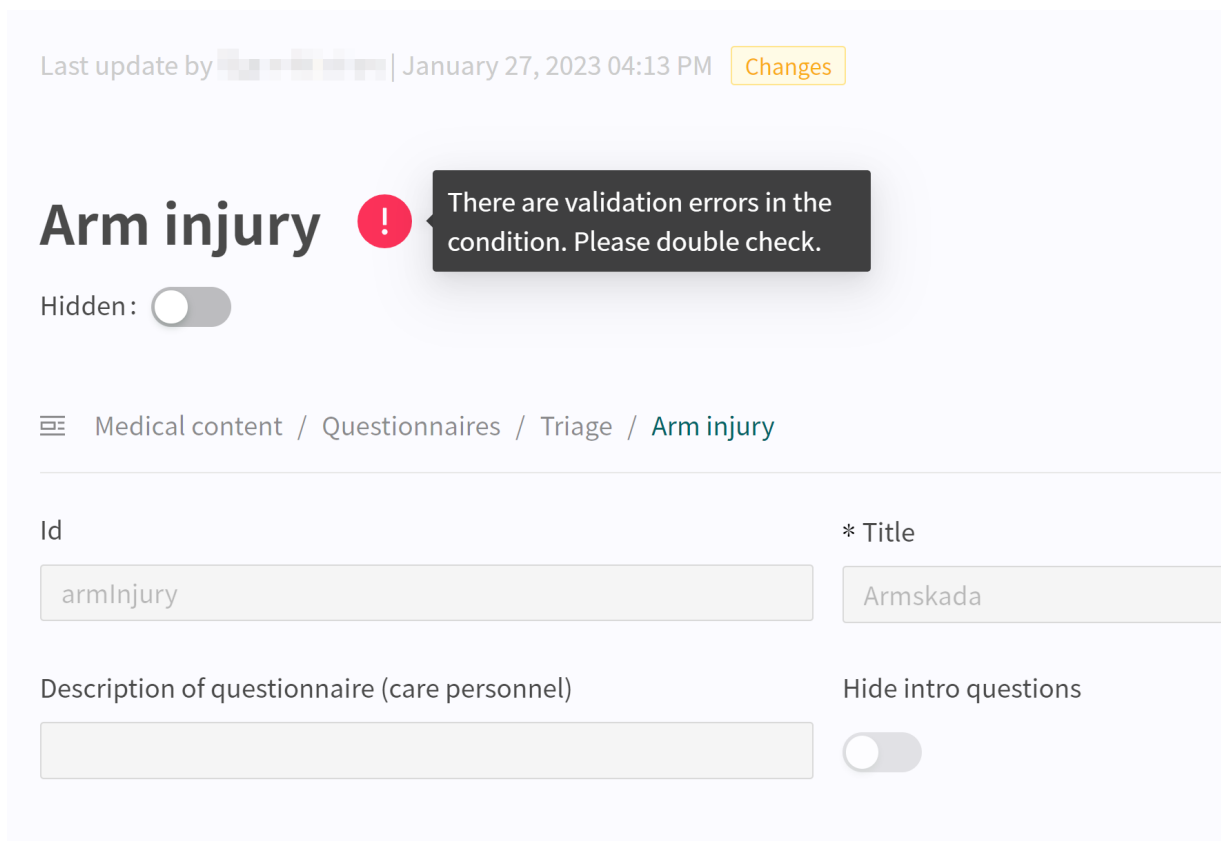 Last update by | January 27, 2023 04:13 PM Changes
Arm injury ! There are validation errors in the
condition. Please double check.
Hidden:
Medical content / Questionnaires / Triage / Arm injury
Id
* Title
armInjury
Armskada
Description of questionnaire (care personnel)
Hide intro questions